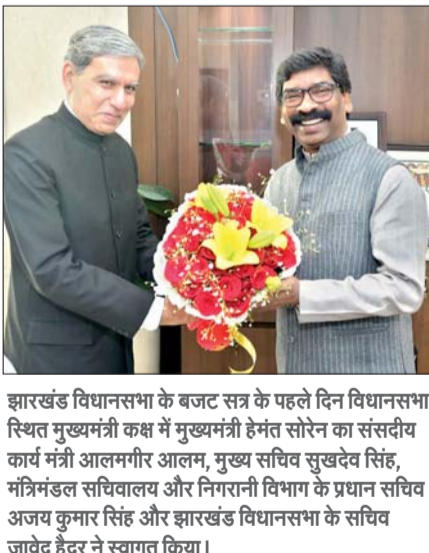 झारखंड विधानसभा के बजट सत्र के पहले दिन विधानसभा
स्थित मुख्यमंत्री कक्ष में मुख्यमंत्री हेमंत सोरेन का संसदीय
कार्य मंत्री आलमगीर आलम, मुख्य सचिव सुखदेव सिंह,
मंत्रिमंडल सचिवालय और निगरानी विभाग के प्रधान सचिव
अजय कुमार सिंह और झारखंड विधानसभा के सचिव
जावेद हैदर ने स्वागत किया।